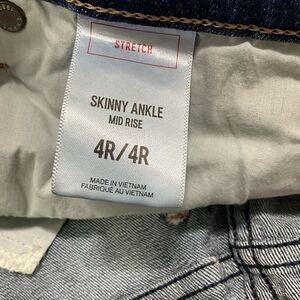 STRETCH
SKINNY ANKLE
MID RISE
4R/4R
MADE IN VIETNAM
FABRIQUÉ AU VIETNAM